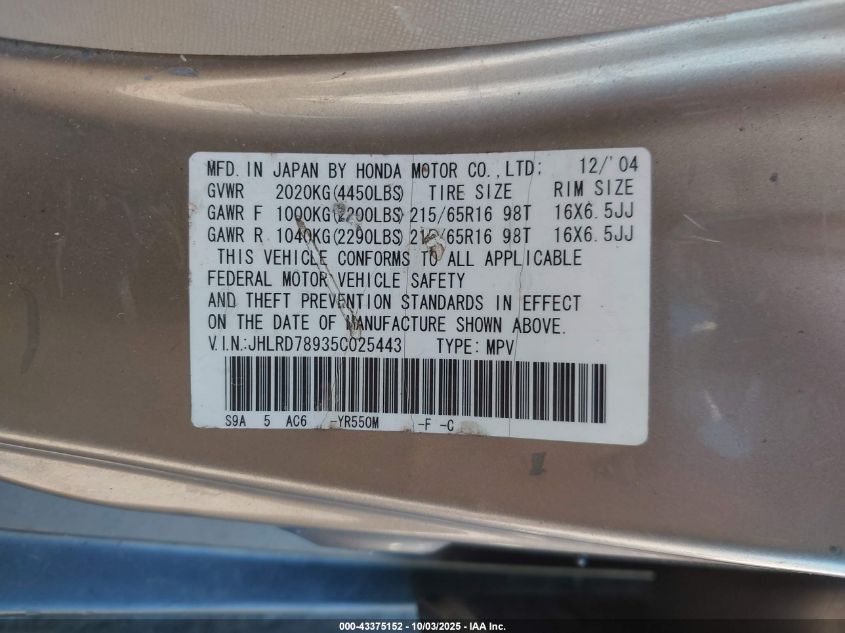 MFD. IN JAPAN BY HONDA MOTOR CO., LTD: 12/'04
GVWR 2020KG(4450LBS) TIRE SIZE RIM SIZE
GAWR F 1000KG(2200LBS) 215/65R16 98T 16X6.5JJ
GAWR R 1040KG(2290LBS) 215/65R16 98T 16X6.5JJ
THIS VEHICLE CONFORMS TO ALL APPLICABLE
FEDERAL MOTOR VEHICLE SAFETY
AND THEFT PREVENTION STANDARDS IN EFFECT
ON THE DATE OF MANUFACTURE SHOWN ABOVE.
V.I.N.:JHLRD78935C025443 TYPE: MPV
S9A 5 AC6 -YR550M -F -C
000-43375152 - 10/03/2025 - IAA Inc.